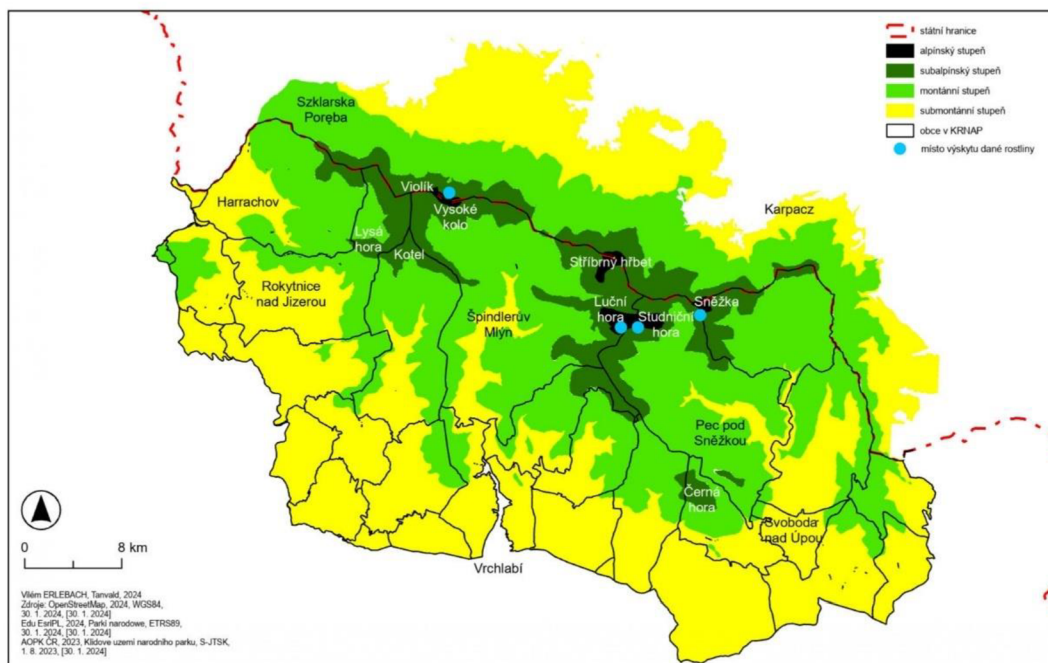 státní hranice
alpínský stupeň
subalpínský stupeň
montánní stupeň
submontánní stupeň
obce v KRNAP
místo výskytu dané rostliny
Szklarska
Poręba
Harrachov
Violík
Vysoké
kolo
Karpacz
Lysá
hora
Kotel
Stříbrný hřbet
Rokytnice
nad Jizerou
Špindlerův
Mlýn
Luční
hora
Studniční
hora
Sněžka
Pec pod
Sněžkou
Černá
hora
Svoboda
nad Úpou
Vrchlabí
0 8 km
Vilém ERLEBACH, Tanvald, 2024
Zdroje: OpenStreetMap, 2024, WGS84,
30. 1. 2024, [30. 1. 2024]
Edu EsriPL, 2024, Parki narodowe, ETRS89,
30. 1. 2024, [30. 1. 2024]
AOPK ČR, 2023, Klidove uzemi narodniho parku, S-JTSK,
1. 8. 2023, [30. 1. 2024]